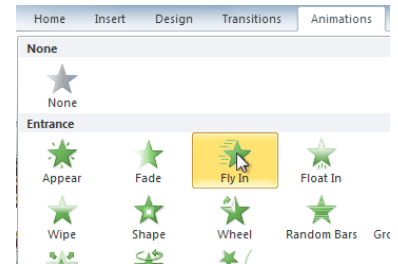 Home Insert Design Transitions Animations
None
None
Entrance
Appear Fade Fly In Float In
Wipe Shape Wheel Random Bars Gro